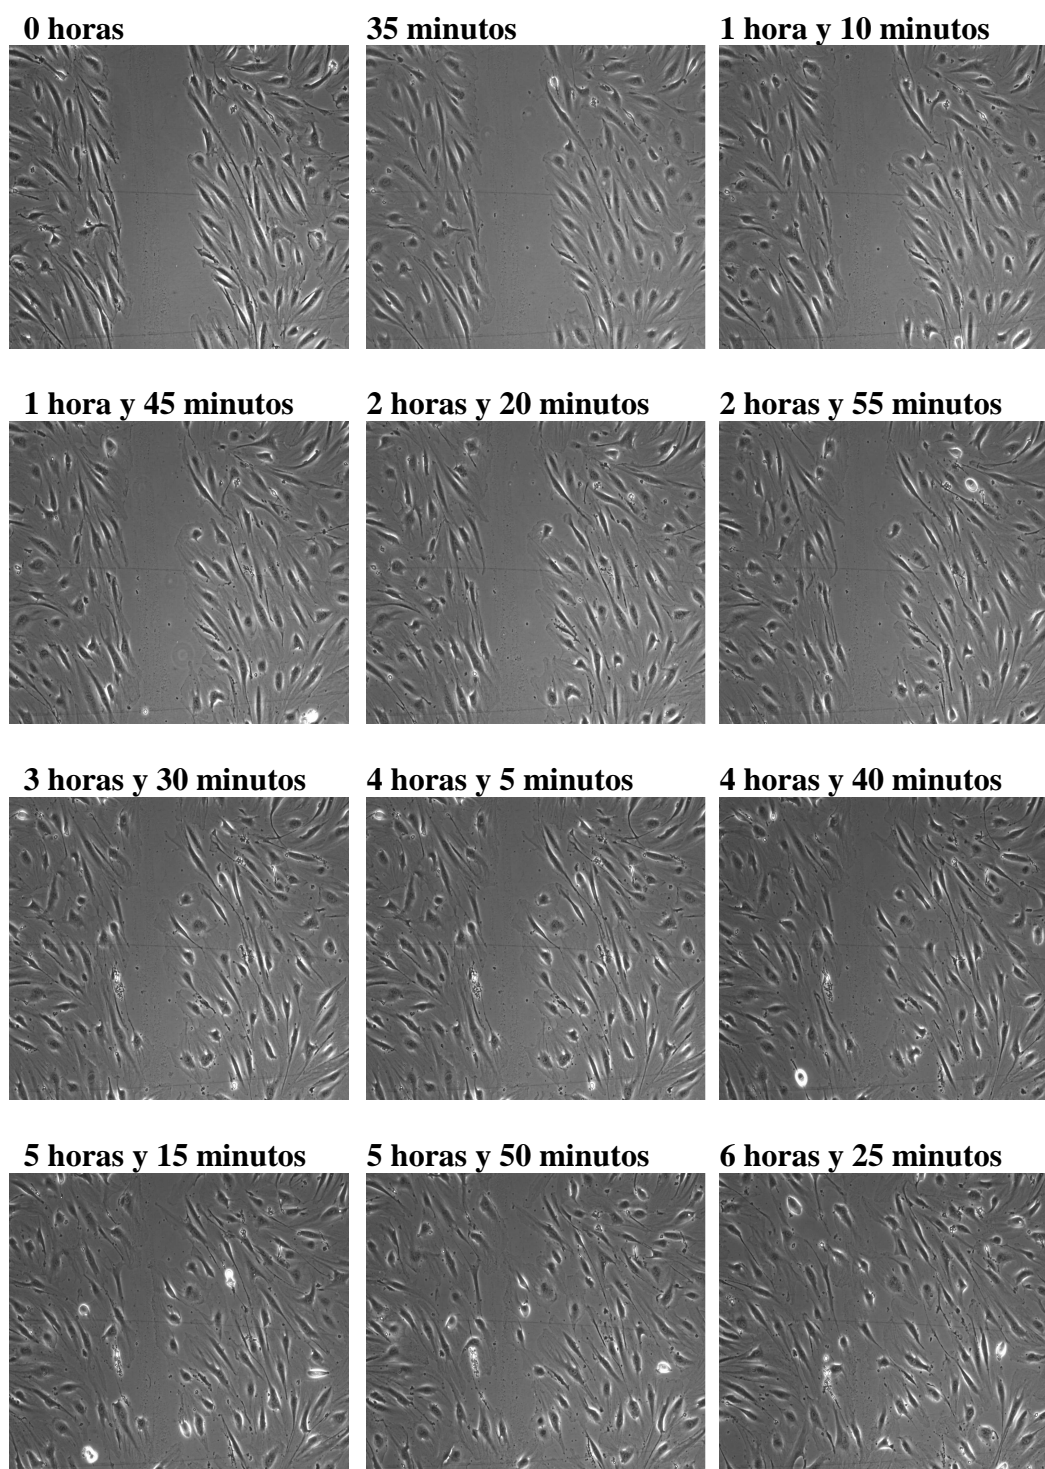 0 horas
35 minutos
1 hora y 10 minutos
1 hora y 45 minutos
2 horas y 20 minutos
2 horas y 55 minutos
3 horas y 30 minutos
4 horas y 5 minutos
4 horas y 40 minutos
5 horas y 15 minutos
5 horas y 50 minutos
6 horas y 25 minutos